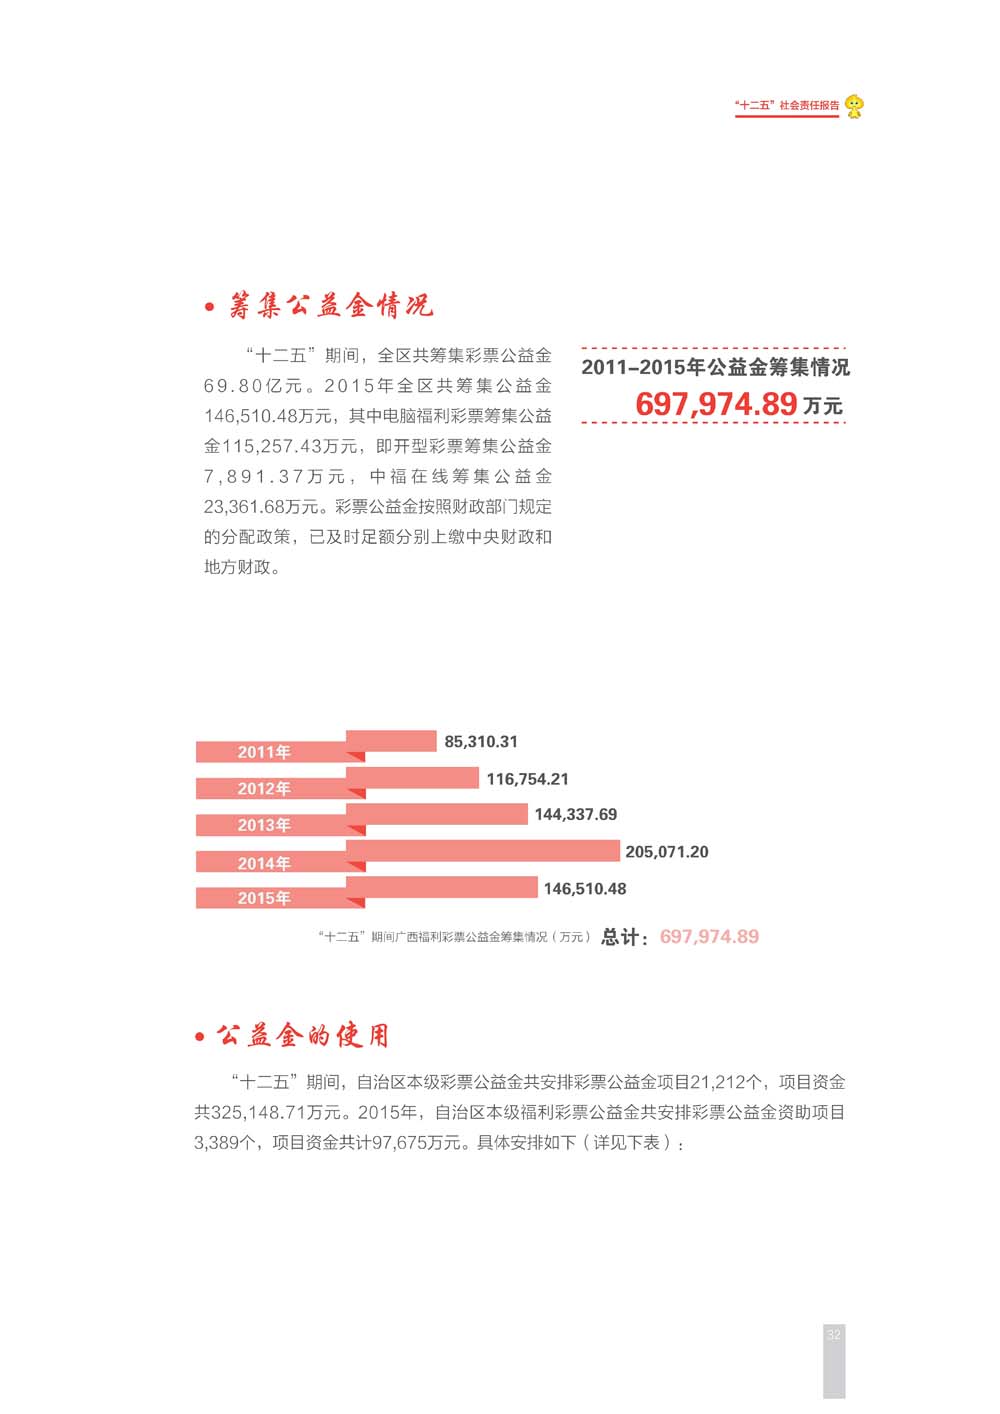 “十二五”社会责任报告
• 筹集公益金情况
“十二五”期间，全区共筹集彩票公益金
69.80亿元。2015年全区共筹集公益金
146,510.48万元，其中电脑福利彩票筹集公益
金115,257.43万元，即开型彩票筹集公益金
7,891.37万元，中福在线筹集公益金
23,361.68万元。彩票公益金按照财政部门规定
的分配政策，已及时足额分别上缴中央财政和
地方财政。
2011-2015年公益金筹集情况
697,974.89 万元
2011年 85,310.31
2012年 116,754.21
2013年 144,337.69
2014年 205,071.20
2015年 146,510.48
“十二五”期间广西福利彩票公益金筹集情况（万元） 总计：697,974.89
• 公益金的使用
“十二五”期间，自治区本级彩票公益金共安排彩票公益金项目21,212个，项目资金
共325,148.71万元。2015年，自治区本级福利彩票公益金共安排彩票公益金资助项目
3,389个，项目资金共计97,675万元。具体安排如下（详见下表）：
32